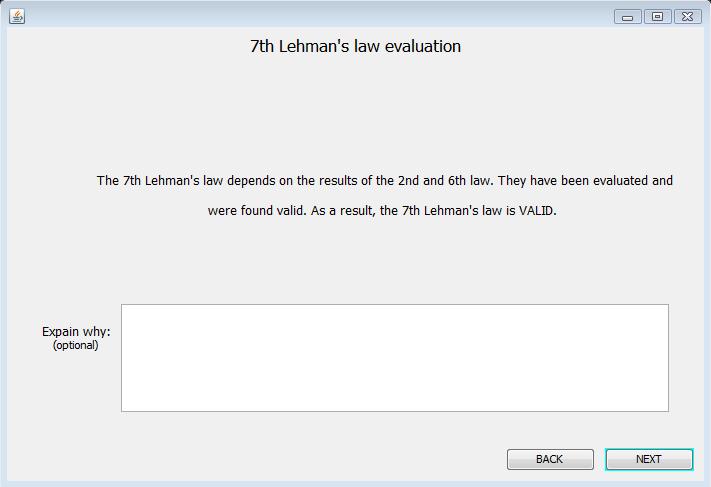 7th Lehman's law evaluation
The 7th Lehman's law depends on the results of the 2nd and 6th law. They have been evaluated and
were found valid. As a result, the 7th Lehman's law is VALID.
Expain why:
(optional)
BACK
NEXT